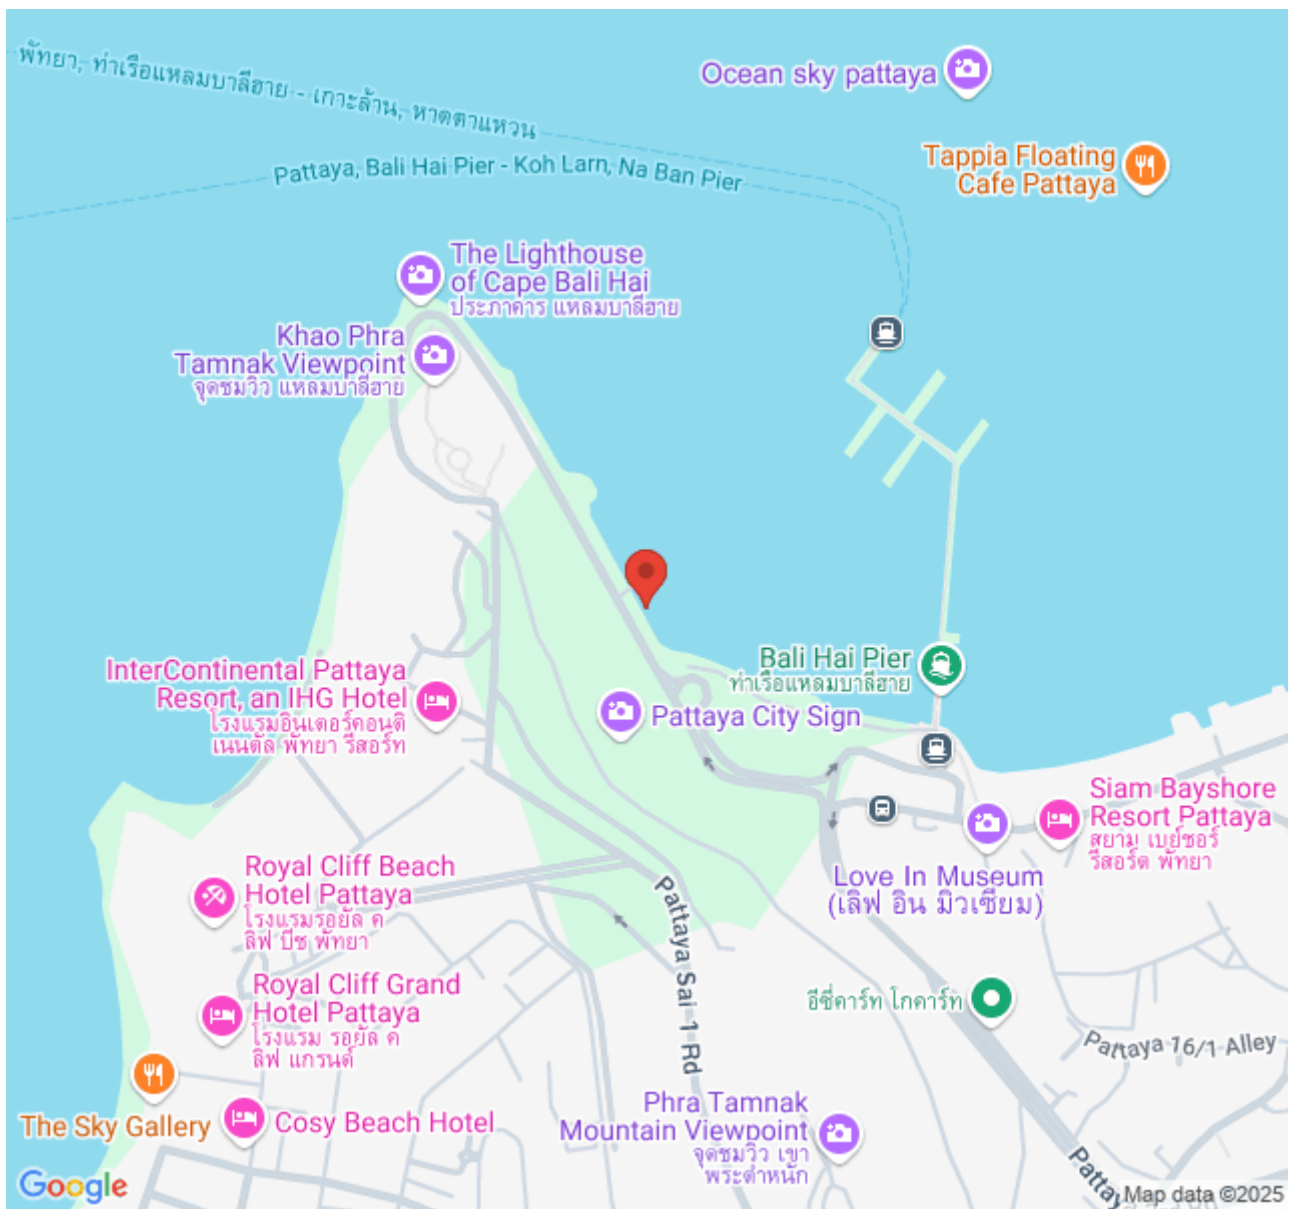 พัทยา, ท่าเรือแหลมบาลีฮาย - เกาะล้าน, หาดตาแหวน
Ocean sky pattaya
Tappia Floating
Cafe Pattaya
Pattaya, Bali Hai Pier - Koh Larn, Na Ban Pier
The Lighthouse
of Cape Bali Hai
ประภาคาร แหลมบาลีฮาย
Khao Phra
Tamnak Viewpoint
จุดชมวิว แหลมบาลีฮาย
Bali Hai Pier
ท่าเรือแหลมบาลีฮาย
InterContinental Pattaya
Resort, an IHG Hotel
โรงแรมอินเตอร์คอนติ
เนนตัล พัทยา รีสอร์ท
Pattaya City Sign
Siam Bayshore
Resort Pattaya
สยาม เบย์ชอร์
รีสอร์ต พัทยา
Royal Cliff Beach
Hotel Pattaya
โรงแรมรอยัล ค
ลิฟ บีช พัทยา
Love In Museum
(เลิฟ อิน มิวเซียม)
Pattaya Sai 1 Rd
Royal Cliff Grand
Hotel Pattaya
โรงแรม รอยัล ค
ลิฟ แกรนด์
อีซี่คาร์ท โกคาร์ท
Pattaya 16/1 Alley
The Sky Gallery
Cosy Beach Hotel
Phra Tamnak
Mountain Viewpoint
จุดชมวิว เขา
พระตำหนัก
Google
Map data ©2025